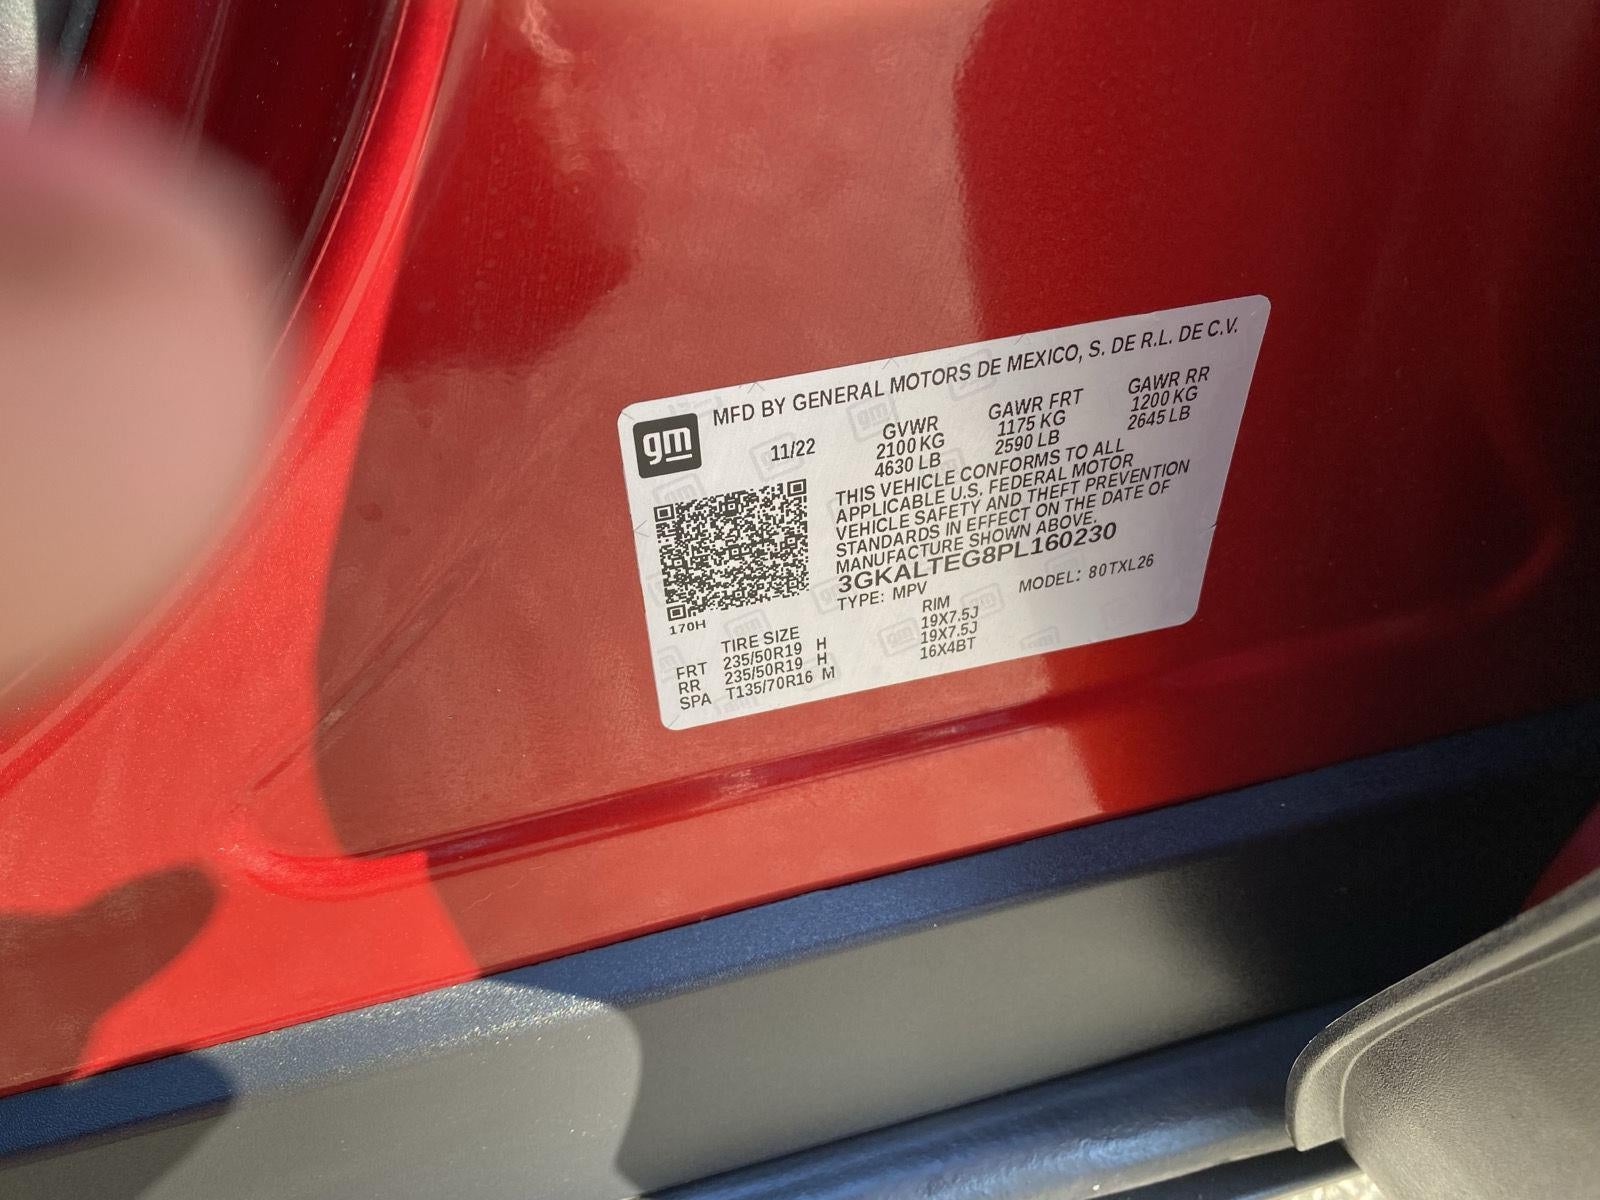 MFD BY GENERAL MOTORS DE MEXICO, S. DE R.L. DE C.V.
gm
11/22
GVWR GAWR FRT GAWR RR
2100 KG 1175 KG 1200 KG
4630 LB 2590 LB 2645 LB
THIS VEHICLE CONFORMS TO ALL
APPLICABLE U.S. FEDERAL MOTOR
VEHICLE SAFETY AND THEFT PREVENTION
STANDARDS IN EFFECT ON THE DATE OF
MANUFACTURE SHOWN ABOVE.
3GKALTEG8PL160230
TYPE: MPV MODEL: 80TXL26
170H
TIRE SIZE RIM
FRT 235/50R19 H 19X7.5J
RR 235/50R19 H 19X7.5J
SPA T135/70R16 M 16X4BT